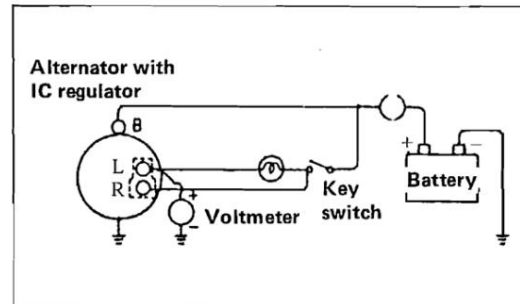 Alternator with
IC regulator
B
L
R
+
−
Voltmeter
Key
switch
+
−
Battery